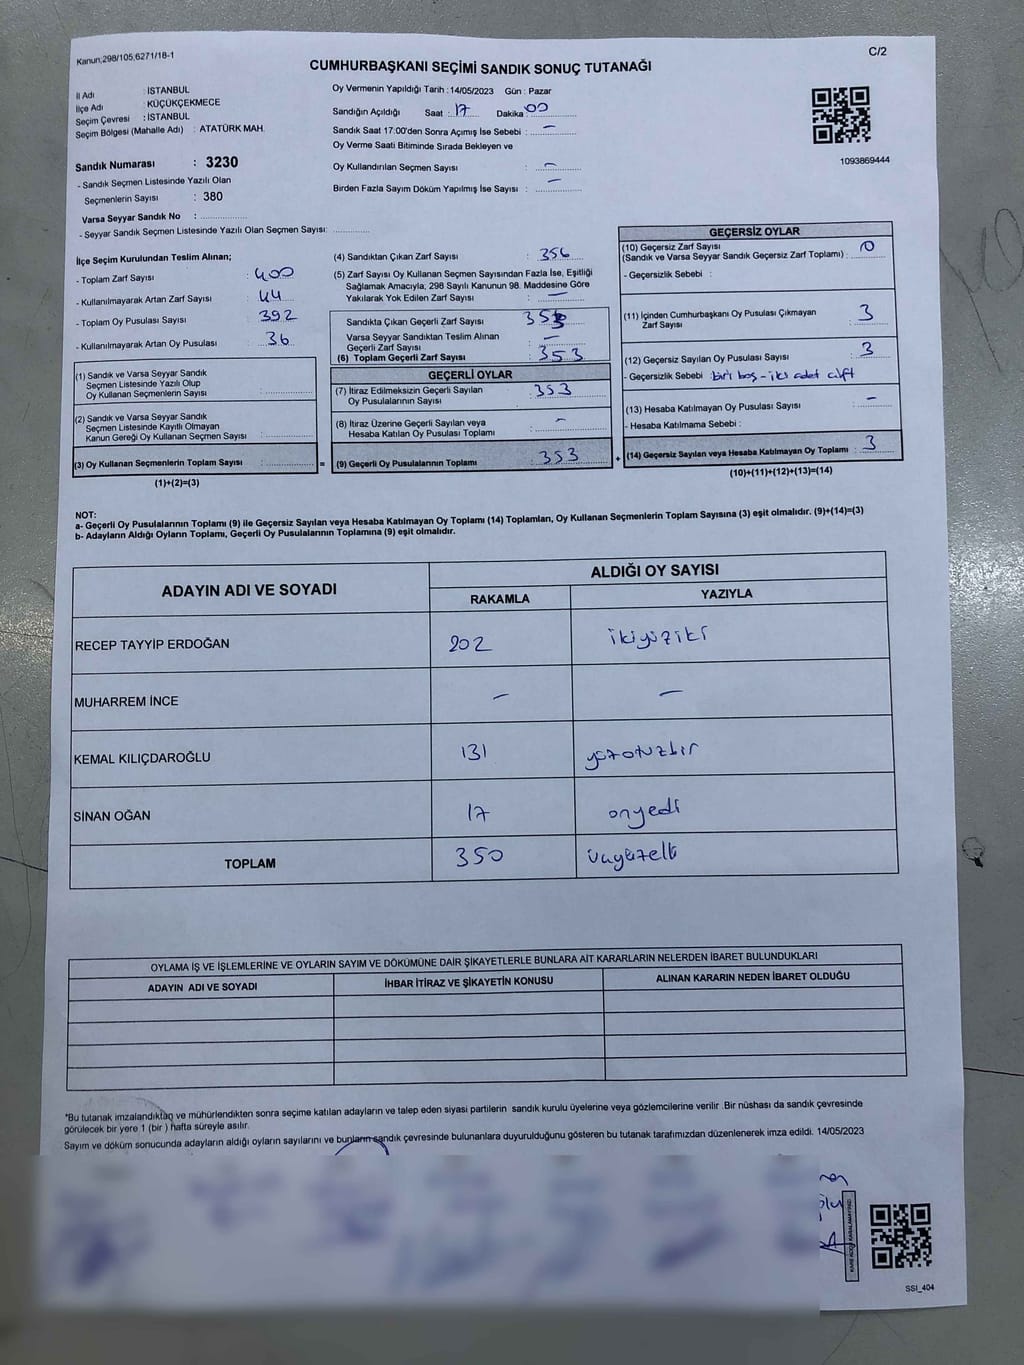 Kanun;298/105,6271/18-1
C/2
CUMHURBAŞKANI SEÇİMİ SANDIK SONUÇ TUTANAĞI
İl Adı : İSTANBUL
İlçe Adı : KÜÇÜKÇEKMECE
Seçim Çevresi : İSTANBUL
Seçim Bölgesi (Mahalle Adı) : ATATÜRK MAH.
Sandık Numarası : 3230
- Sandık Seçmen Listesinde Yazılı Olan
Seçmenlerin Sayısı : 380
Varsa Seyyar Sandık No :
- Seyyar Sandık Seçmen Listesinde Yazılı Olan Seçmen Sayısı:
Oy Vermenin Yapıldığı Tarih : 14/05/2023 Gün : Pazar
Sandığın Açıldığı Saat : 17 Dakika 00
Sandık Saat 17:00'den Sonra Açımış İse Sebebi : -
Oy Verme Saati Bitiminde Sırada Bekleyen ve
Oy Kullandırılan Seçmen Sayısı : -
Birden Fazla Sayım Döküm Yapılmış İse Sayısı : -
1093869444
İlçe Seçim Kurulundan Teslim Alınan;
- Toplam Zarf Sayısı : 400
- Kullanılmayarak Artan Zarf Sayısı : 44
- Toplam Oy Pusulası Sayısı : 392
- Kullanılmayarak Artan Oy Pusulası : 36
(1) Sandık ve Varsa Seyyar Sandık
Seçmen Listesinde Yazılı Olup
Oy Kullanan Seçmenlerin Sayısı :
(2) Sandık ve Varsa Seyyar Sandık
Seçmen Listesinde Kayıtlı Olmayan
Kanun Gereği Oy Kullanan Seçmen Sayısı :
(3) Oy Kullanan Seçmenlerin Toplam Sayısı : =
(1)+(2)=(3)
(4) Sandıktan Çıkan Zarf Sayısı : 356
(5) Zarf Sayısı Oy Kullanan Seçmen Sayısından Fazla İse, Eşitliği
Sağlamak Amacıyla, 298 Sayılı Kanunun 98. Maddesine Göre
Yakılarak Yok Edilen Zarf Sayısı : -
Sandıkta Çıkan Geçerli Zarf Sayısı : 353
Varsa Seyyar Sandıktan Teslim Alınan
Geçerli Zarf Sayısı : -
(6) Toplam Geçerli Zarf Sayısı : 353
GEÇERLİ OYLAR
(7) İtiraz Edilmeksizin Geçerli Sayılan
Oy Pusulalarının Sayısı : 353
(8) İtiraz Üzerine Geçerli Sayılan veya
Hesaba Katılan Oy Pusulası Toplamı : -
(9) Geçerli Oy Pusulalarının Toplamı : 353 +
GEÇERSİZ OYLAR
(10) Geçersiz Zarf Sayısı
(Sandık ve Varsa Seyyar Sandık Geçersiz Zarf Toplamı) : 0
- Geçersizlik Sebebi :
(11) İçinden Cumhurbaşkanı Oy Pusulası Çıkmayan
Zarf Sayısı : 3
(12) Geçersiz Sayılan Oy Pusulası Sayısı : 3
- Geçersizlik Sebebi : biri boş - iki adet çift
(13) Hesaba Katılmayan Oy Pusulası Sayısı : -
- Hesaba Katılmama Sebebi :
(14) Geçersiz Sayılan veya Hesaba Katılmayan Oy Toplamı : 3
(10)+(11)+(12)+(13)=(14)
NOT:
a- Geçerli Oy Pusulalarının Toplamı (9) ile Geçersiz Sayılan veya Hesaba Katılmayan Oy Toplamı (14) Toplamları, Oy Kullanan Seçmenlerin Toplam Sayısına (3) eşit olmalıdır. (9)+(14)=(3)
b- Adayların Aldığı Oyların Toplamı, Geçerli Oy Pusulalarının Toplamına (9) eşit olmalıdır.
ADAYIN ADI VE SOYADI
ALDIĞI OY SAYISI
RAKAMLA YAZIYLA
RECEP TAYYİP ERDOĞAN 202 ikiyüziki
MUHARREM İNCE - -
KEMAL KILIÇDAROĞLU 131 yüzotuzbir
SİNAN OĞAN 17 onyedi
TOPLAM 350 üçyüzelli
OYLAMA İŞ VE İŞLEMLERİNE VE OYLARIN SAYIM VE DÖKÜMÜNE DAİR ŞİKAYETLERLE BUNLARA AİT KARARLARIN NELERDEN İBARET BULUNDUKLARI
ADAYIN ADI VE SOYADI İHBAR İTİRAZ VE ŞİKAYETİN KONUSU ALINAN KARARIN NEDEN İBARET OLDUĞU
*Bu tutanak imzalandıktan ve mühürlendikten sonra seçime katılan adayların ve talep eden siyasi partilerin sandık kurulu üyelerine veya gözlemcilerine verilir .Bir nüshası da sandık çevresinde
görülecek bir yere 1 (bir ) hafta süreyle asılır.
Sayım ve döküm sonucunda adayların aldığı oyların sayılarını ve bunların sandık çevresinde bulunanlara duyurulduğunu gösteren bu tutanak tarafımızdan düzenlenerek imza edildi. 14/05/2023
KARE KODU KARALAMAYINIZ!
SSI_404